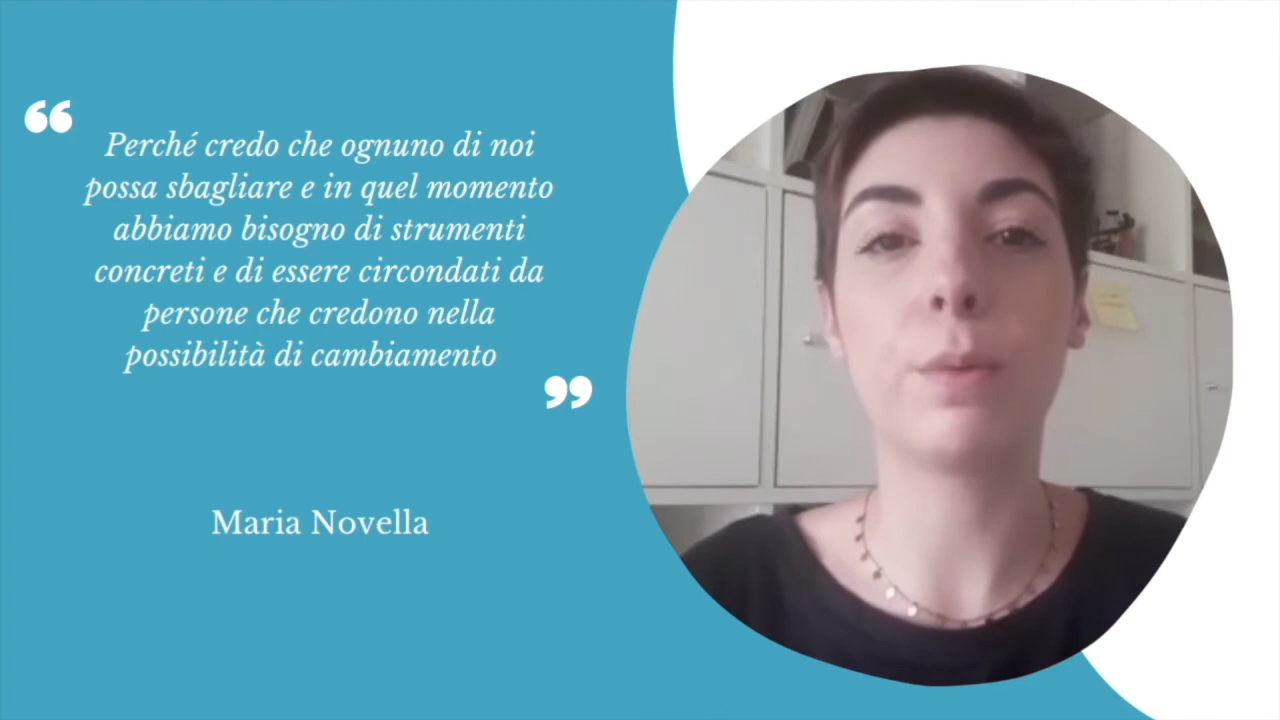 “
Perché credo che ognuno di noi
possa sbagliare e in quel momento
abbiamo bisogno di strumenti
concreti e di essere circondati da
persone che credono nella
possibilità di cambiamento
”
Maria Novella